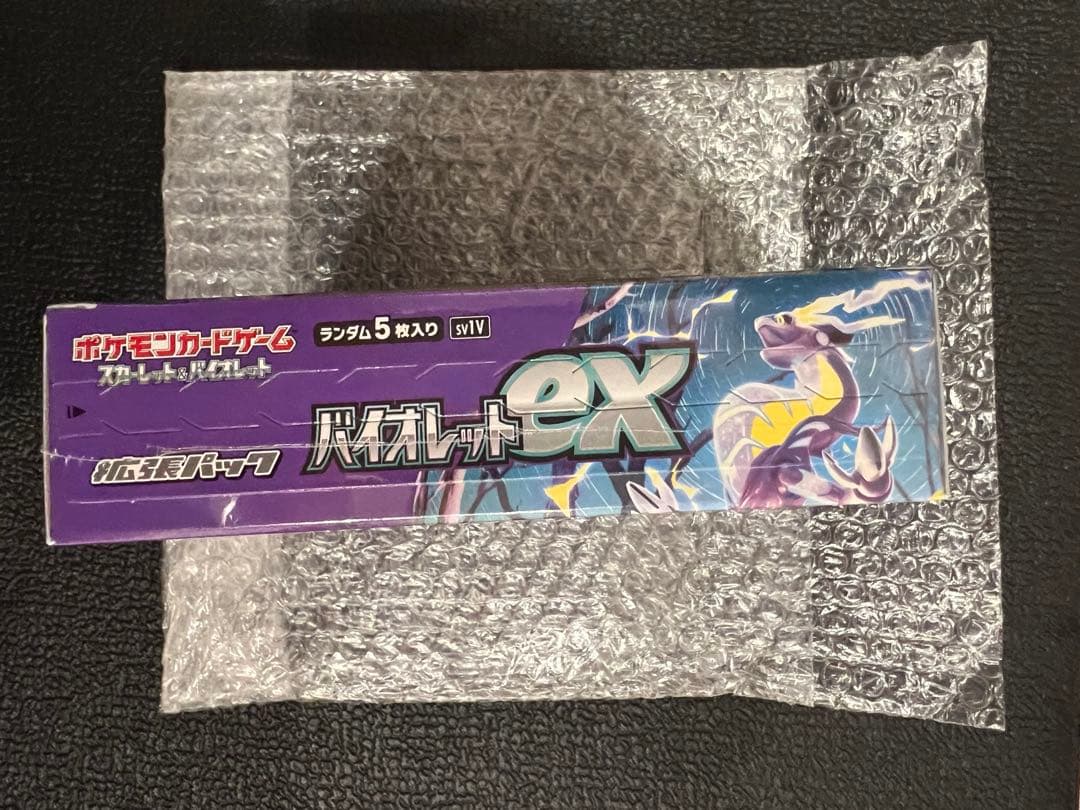 ポケモンカードゲーム
スカーレット&バイオレット
ランダム5枚入り
SV1V
バイオレットex
拡張パック